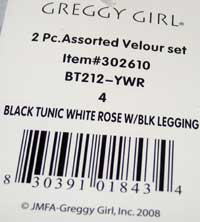 GREGGY GIRL®
2 Pc. Assorted Velour set
Item#302610
BT212-YWR
4
BLACK TUNIC WHITE ROSE W/BLK LEGGING
8 30391 01843 4
© JMFA-Greggy Girl, Inc. 2008